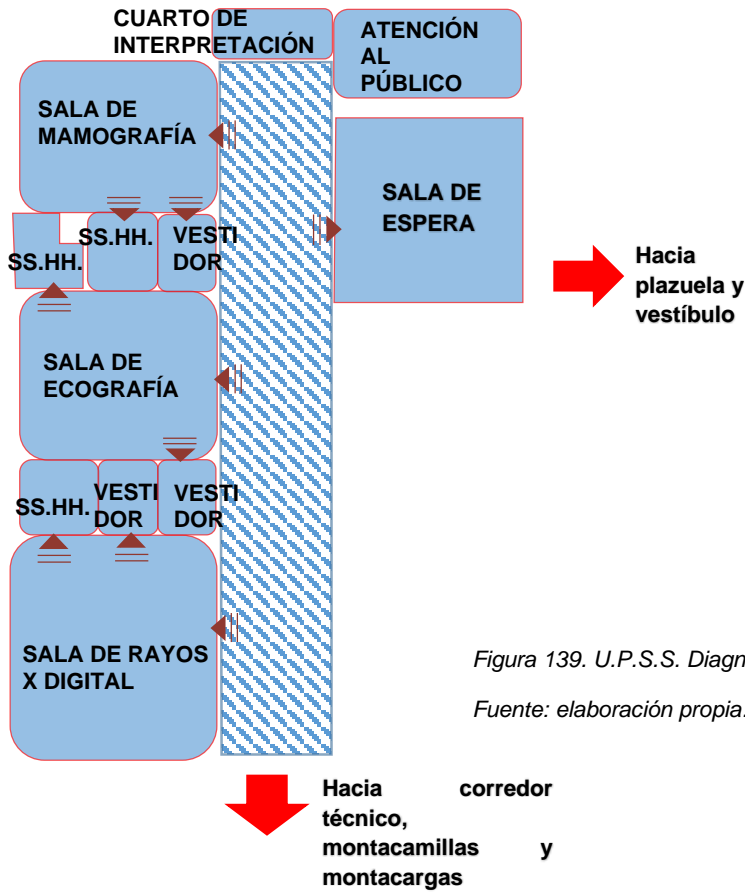 CUARTO DE
INTERPRETACIÓN
ATENCIÓN
AL
PÚBLICO
SALA DE
MAMOGRAFÍA
SALA DE
ESPERA
SS.HH.
SS.HH.
VESTI
DOR
Hacia
plazuela y
vestíbulo
SALA DE
ECOGRAFÍA
SS.HH.
VESTI
DOR
VESTI
DOR
SALA DE RAYOS
X DIGITAL
Figura 139. U.P.S.S. Diagn
Fuente: elaboración propia.
Hacia corredor
técnico,
montacamillas y
montacargas